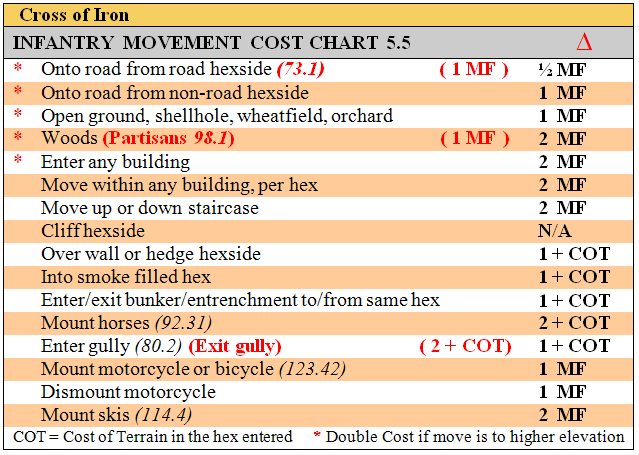 Cross of Iron
INFANTRY MOVEMENT COST CHART 5.5 Δ
* Onto road from road hexside (73.1) ( 1 MF ) ½ MF
* Onto road from non-road hexside 1 MF
* Open ground, shellhole, wheatfield, orchard 1 MF
* Woods (Partisans 98.1) ( 1 MF ) 2 MF
* Enter any building 2 MF
Move within any building, per hex 2 MF
Move up or down staircase 2 MF
Cliff hexside N/A
Over wall or hedge hexside 1 + COT
Into smoke filled hex 1 + COT
Enter/exit bunker/entrenchment to/from same hex 1 + COT
Mount horses (92.31) 2 + COT
Enter gully (80.2) (Exit gully) ( 2 + COT) 1 + COT
Mount motorcycle or bicycle (123.42) 1 MF
Dismount motorcycle 1 MF
Mount skis (114.4) 2 MF
COT = Cost of Terrain in the hex entered * Double Cost if move is to higher elevation